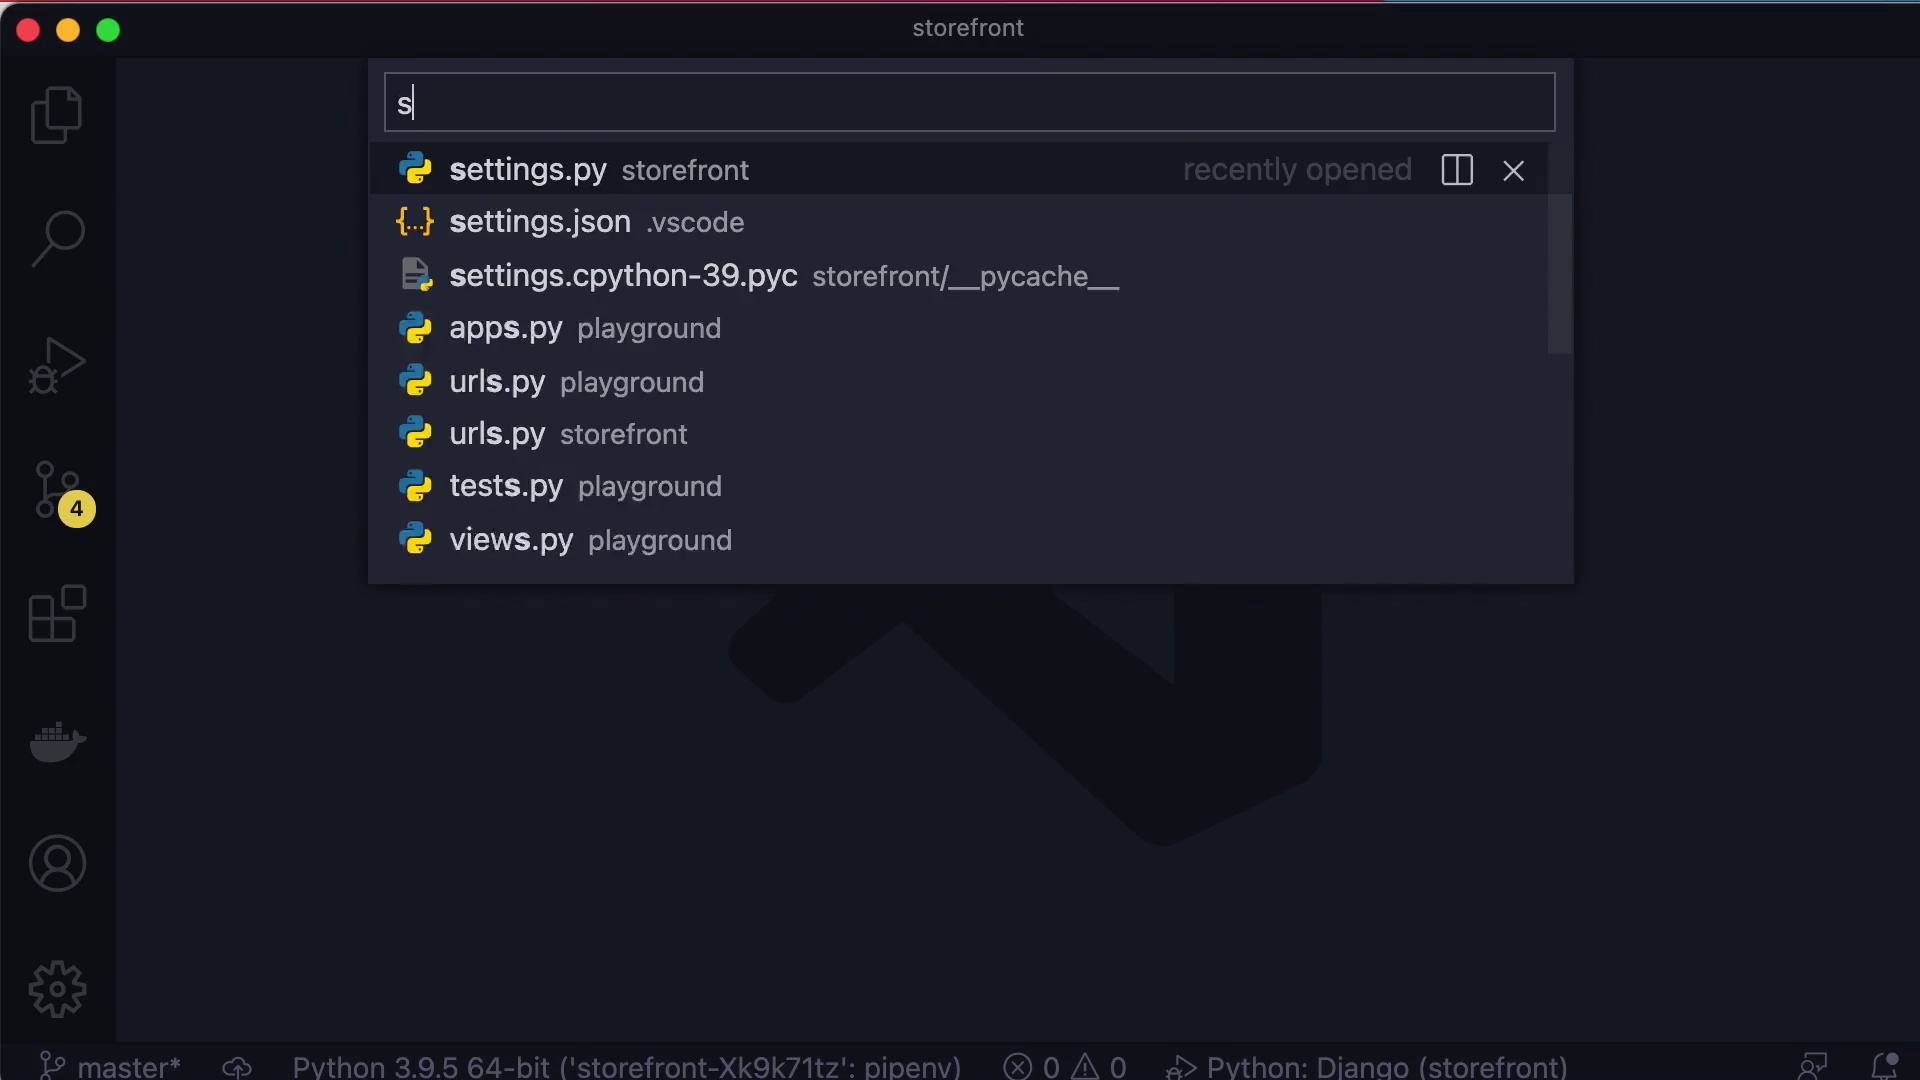 storefront
s
settings.py storefront recently opened
{...} settings.json .vscode
settings.cpython-39.pyc storefront/__pycache__
apps.py playground
urls.py playground
urls.py storefront
tests.py playground
views.py playground
4
master* Python 3.9.5 64-bit ('storefront-Xk9k71tz': pipenv) 0 0 Python: Django (storefront)